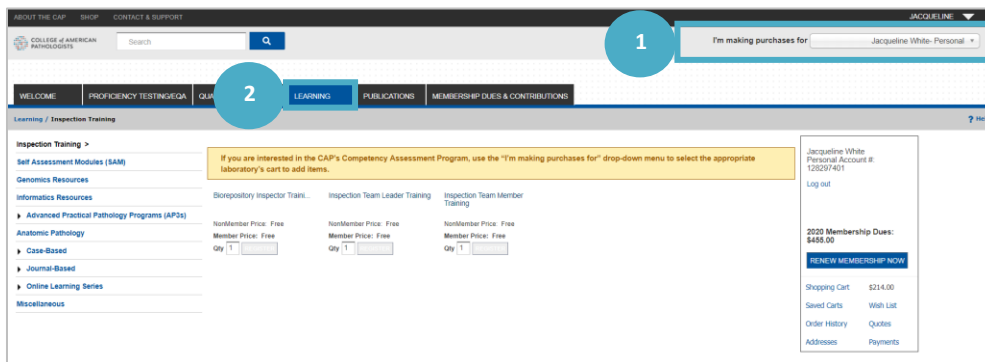 ABOUT THE CAP SHOP CONTACT & SUPPORT JACQUELINE
COLLEGE of AMERICAN
PATHOLOGISTS
Search
1
I'm making purchases for Jacqueline White- Personal
WELCOME PROFICIENCY TESTING/EQA QUA 2 LEARNING PUBLICATIONS MEMBERSHIP DUES & CONTRIBUTIONS
Learning / Inspection Training ? He
Inspection Training >
Self Assessment Modules (SAM)
Genomics Resources
Informatics Resources
Advanced Practical Pathology Programs (AP3s)
Anatomic Pathology
Case-Based
Journal-Based
Online Learning Series
Miscellaneous
If you are interested in the CAP's Competency Assessment Program, use the "I'm making purchases for" drop-down menu to select the appropriate
laboratory's cart to add items.
Biorepository Inspector Traini...
NonMember Price: Free
Member Price: Free
Qty 1
Inspection Team Leader Training
NonMember Price: Free
Member Price: Free
Qty 1
Inspection Team Member
Training
NonMember Price: Free
Member Price: Free
Qty 1
Jacqueline White
Personal Account
#:
128297401
Log out
2020 Membership Dues:
$455.00
RENEW MEMBERSHIP NOW
Shopping Cart $214.00
Saved Carts Wish List
Order History Quotes
Addresses Payments